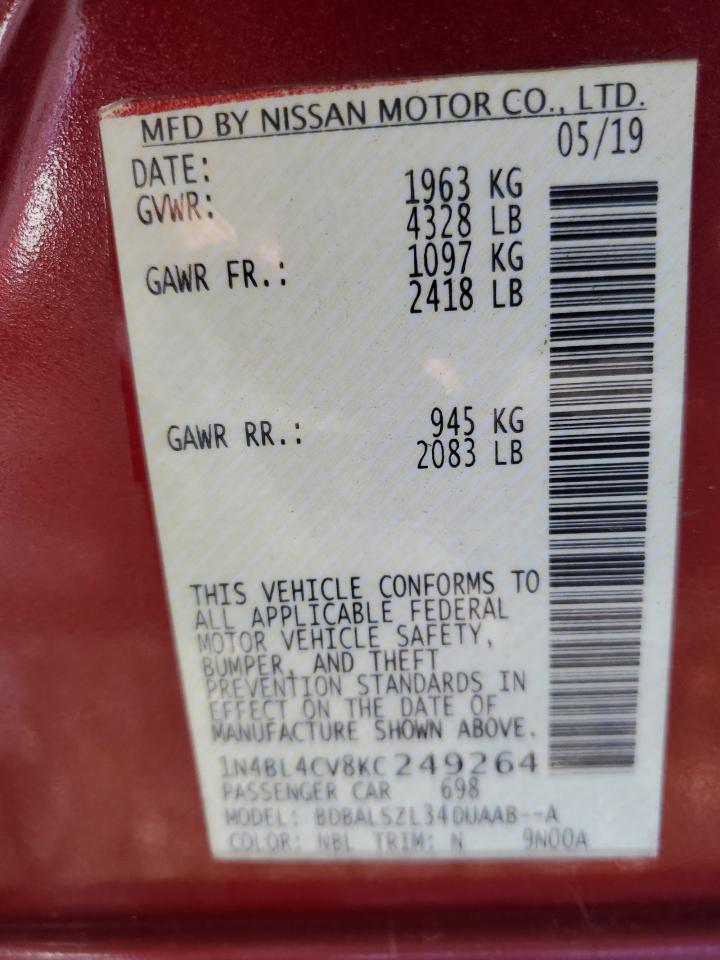 MFD BY NISSAN MOTOR CO., LTD.
DATE: 05/19
GVWR: 1963 KG
4328 LB
GAWR FR.: 1097 KG
2418 LB
GAWR RR.: 945 KG
2083 LB
THIS VEHICLE CONFORMS TO
ALL APPLICABLE FEDERAL
MOTOR VEHICLE SAFETY,
BUMPER, AND THEFT
PREVENTION STANDARDS IN
EFFECT ON THE DATE OF
MANUFACTURE SHOWN ABOVE.
1N4BL4CV8KC249264
PASSENGER CAR 698
MODEL: BDBALSZL34DUAAB--A
COLOR: NBL TRIM: N 9N00A